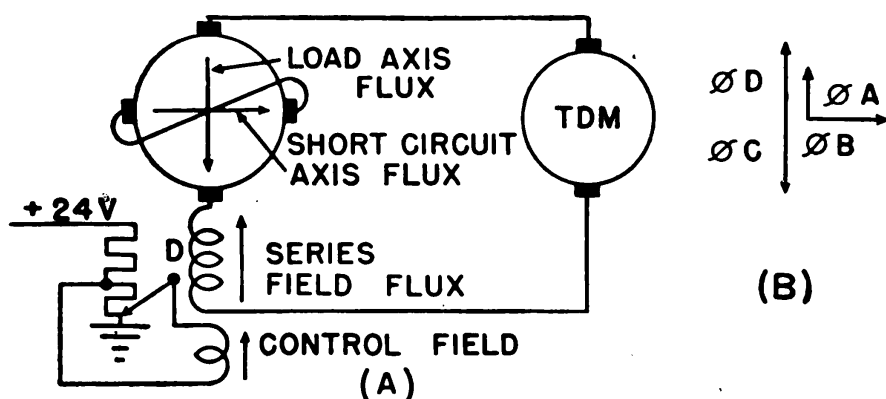 LOAD AXIS
FLUX
SHORT CIRCUIT
AXIS FLUX
TDM
ØD
ØA
ØC
ØB
+24V
D
SERIES
FIELD FLUX
CONTROL FIELD
(A)
(B)